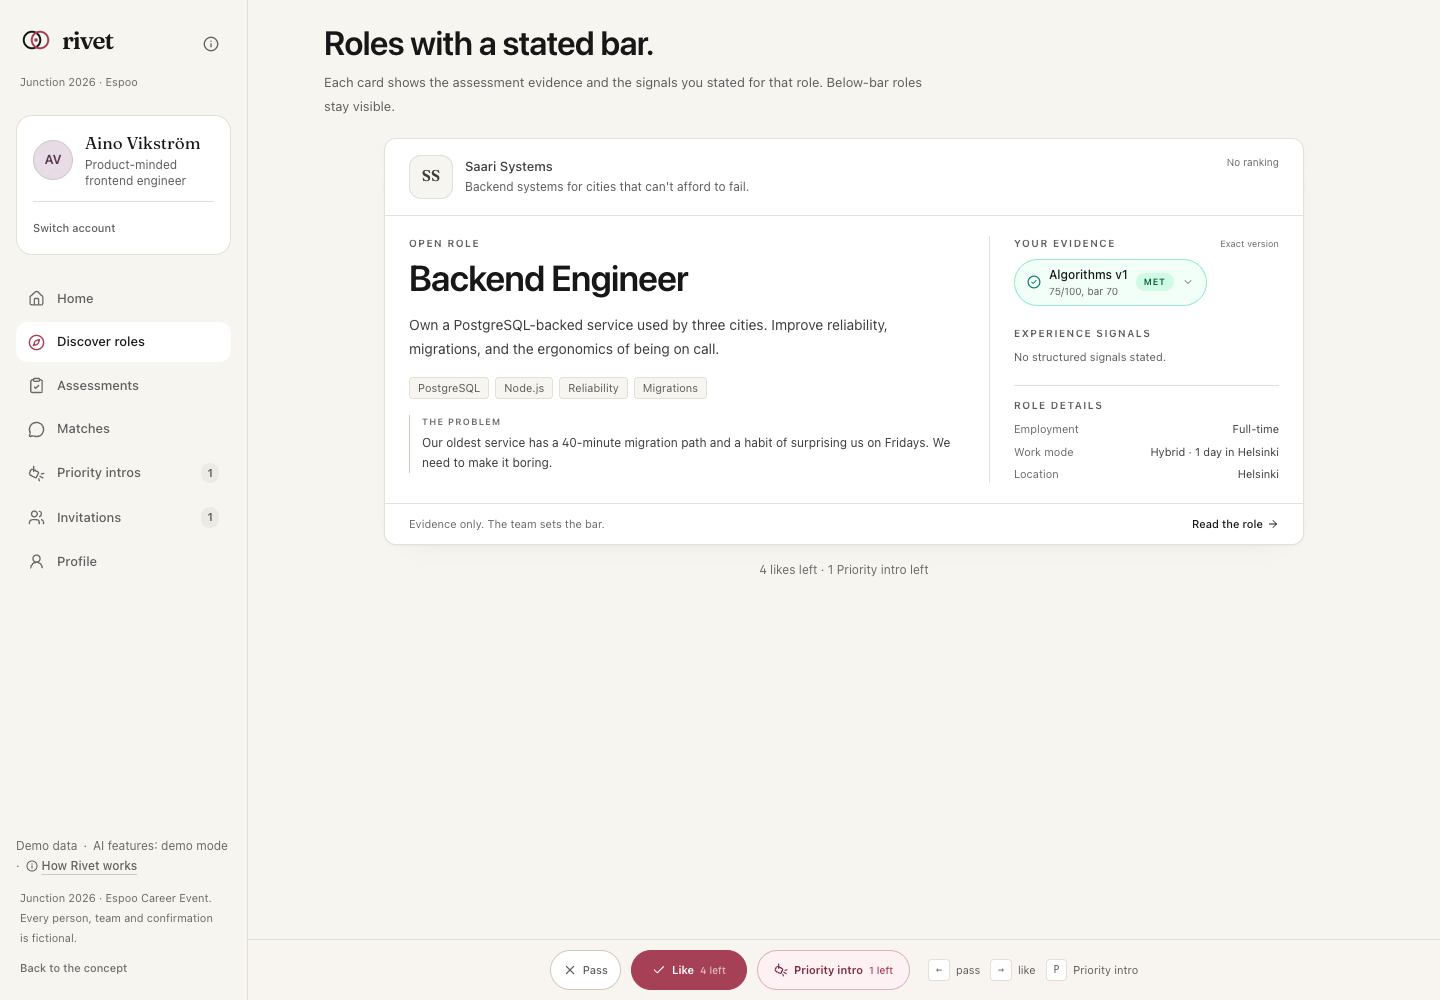 rivet
Junction 2026 · Espoo
AV
Aino Vikström
Product-minded
frontend engineer
Switch account
Home
Discover roles
Assessments
Matches
Priority intros 1
Invitations 1
Profile
Demo data · AI features: demo mode
· How Rivet works
Junction 2026 · Espoo Career Event.
Every person, team and confirmation
is fictional.
Back to the concept
Roles with a stated bar.
Each card shows the assessment evidence and the signals you stated for that role. Below-bar roles
stay visible.
SS
Saari Systems
Backend systems for cities that can't afford to fail.
No ranking
OPEN ROLE
Backend Engineer
Own a PostgreSQL-backed service used by three cities. Improve reliability,
migrations, and the ergonomics of being on call.
PostgreSQL Node.js Reliability Migrations
THE PROBLEM
Our oldest service has a 40-minute migration path and a habit of surprising us on Fridays. We
need to make it boring.
YOUR EVIDENCE Exact version
Algorithms v1
75/100, bar 70
MET
EXPERIENCE SIGNALS
No structured signals stated.
ROLE DETAILS
Employment Full-time
Work mode Hybrid · 1 day in Helsinki
Location Helsinki
Evidence only. The team sets the bar.
Read the role →
4 likes left · 1 Priority intro left
Pass
Like 4 left
Priority intro 1 left
← pass → like P Priority intro